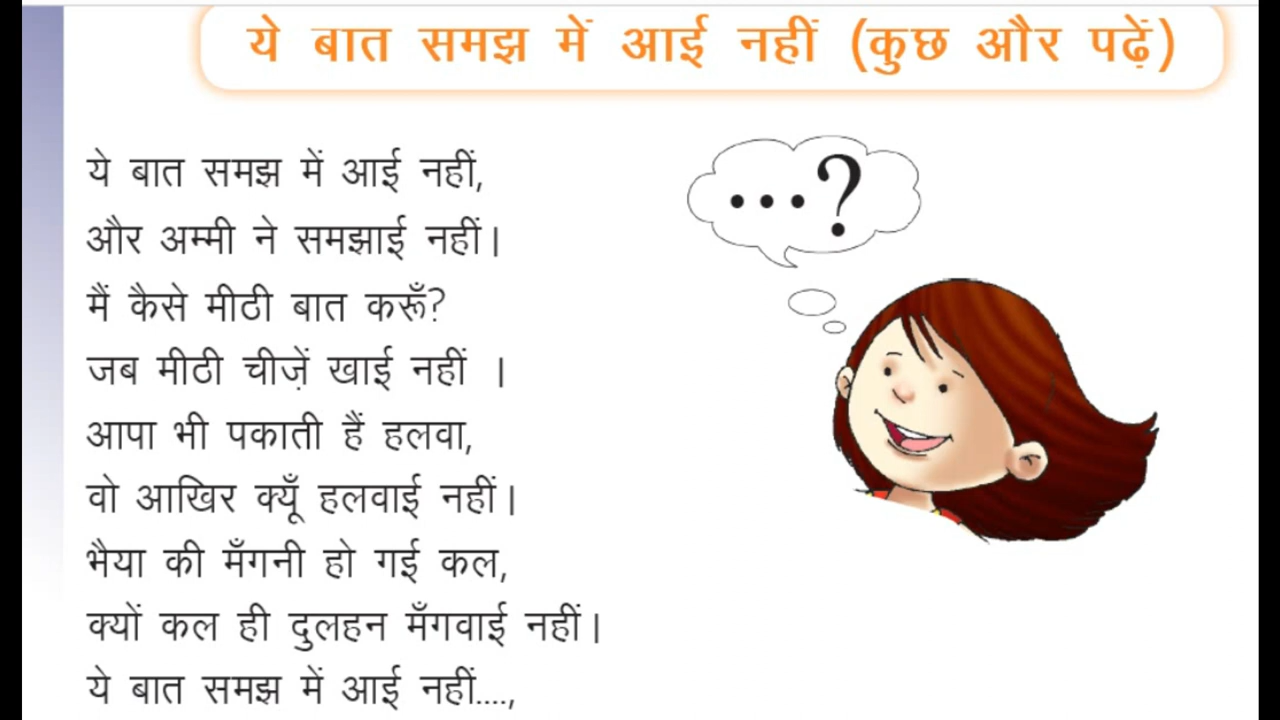 ये बात समझ में आई नहीं (कुछ और पढ़ें)
...?
ये बात समझ में आई नहीं,
और अम्मी ने समझाई नहीं।
मैं कैसे मीठी बात करूँ?
जब मीठी चीज़ें खाई नहीं ।
आपा भी पकाती हैं हलवा,
वो आखिर क्यूँ हलवाई नहीं।
भैया की मँगनी हो गई कल,
क्यों कल ही दुलहन मँगवाई नहीं।
ये बात समझ में आई नहीं....,